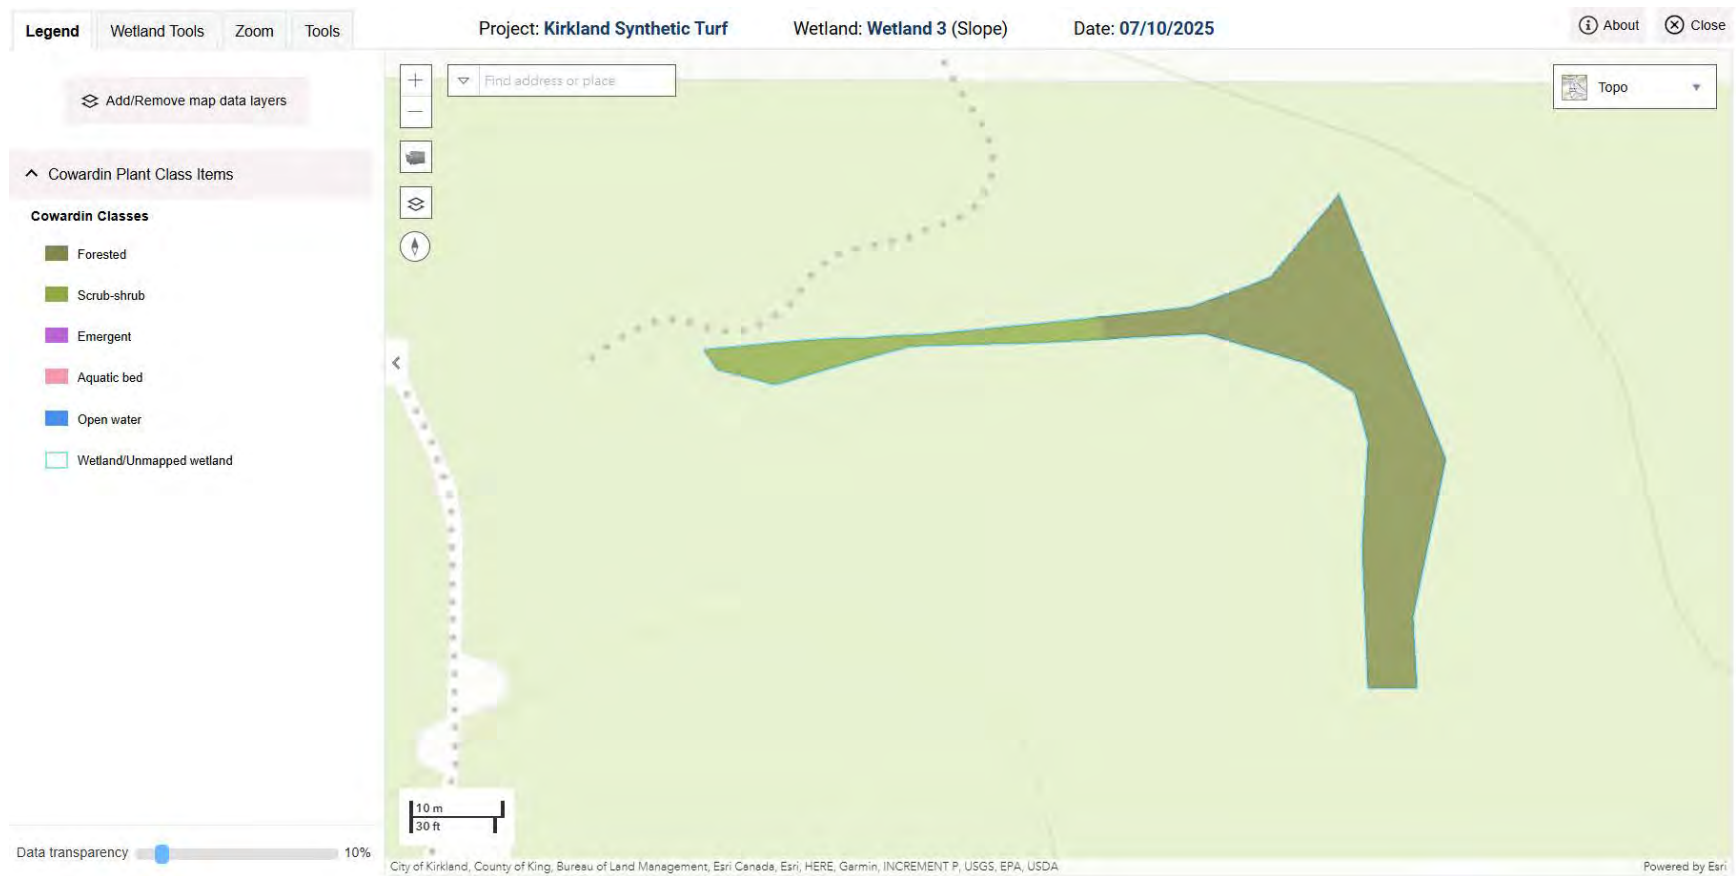 Legend
Wetland Tools
Zoom
Tools
Project: Kirkland Synthetic Turf
Wetland: Wetland 3 (Slope)
Date: 07/10/2025
About
Close
Add/Remove map data layers
Find address or place
Topo
Cowardin Plant Class Items
Cowardin Classes
Forested
Scrub-shrub
Emergent
Aquatic bed
Open water
Wetland/Unmapped wetland
10 m
30 ft
Data transparency
10%
City of Kirkland, County of King, Bureau of Land Management, Esri Canada, Esri, HERE, Garmin, INCREMENT P, USGS, EPA, USDA
Powered by Esri